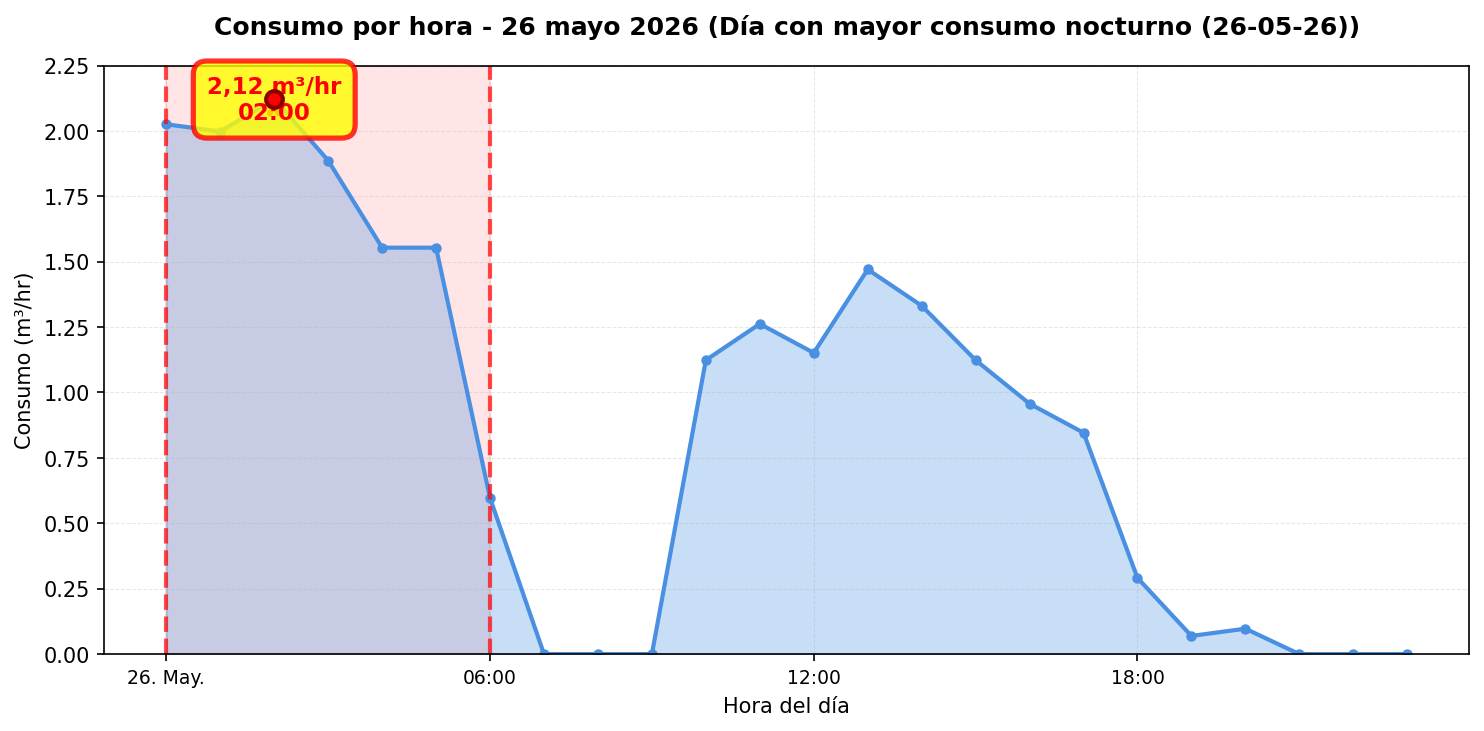 Consumo por hora - 26 mayo 2026 (Día con mayor consumo nocturno (26-05-26))
2,12 m³/hr
02:00
Consumo (m³/hr)
2.25
2.00
1.75
1.50
1.25
1.00
0.75
0.50
0.25
0.00
26. May.
06:00
12:00
18:00
Hora del día